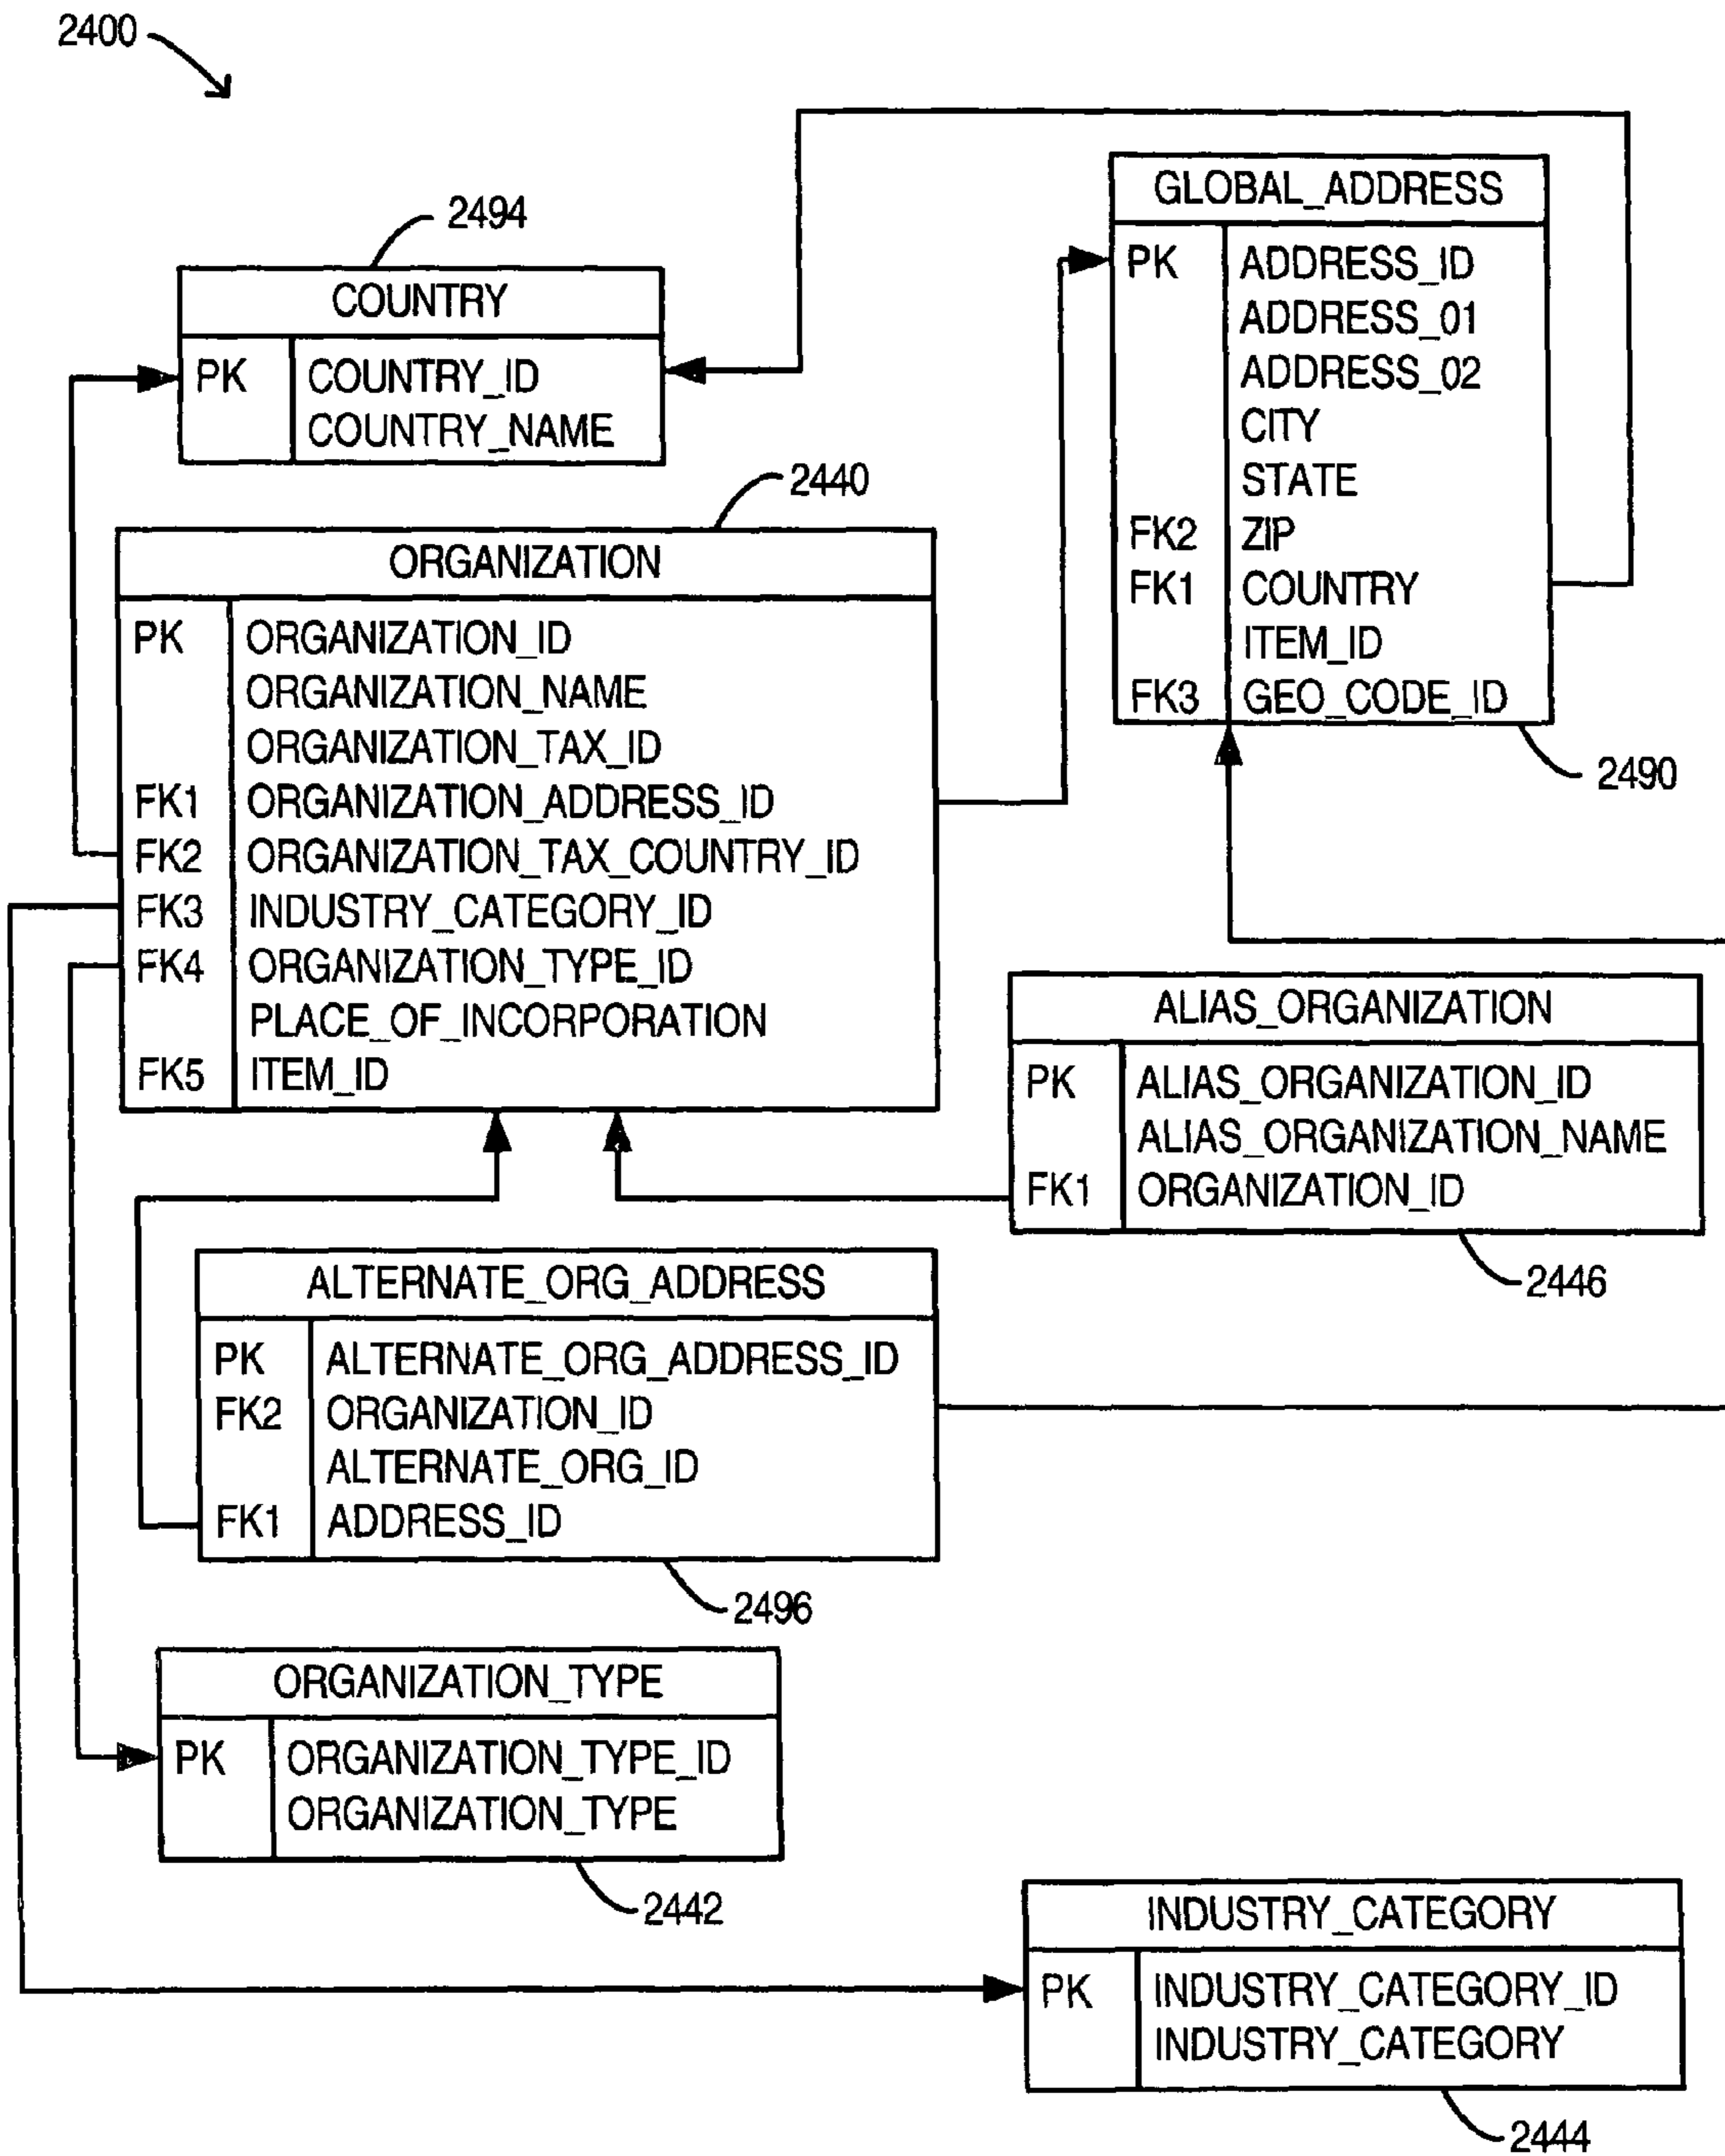 2400
2494
COUNTRY
PK COUNTRY_ID
COUNTRY_NAME
GLOBAL_ADDRESS
PK ADDRESS_ID
ADDRESS_01
ADDRESS_02
CITY
STATE
FK2 ZIP
FK1 COUNTRY
ITEM_ID
FK3 GEO_CODE_ID
2490
2440
ORGANIZATION
PK ORGANIZATION_ID
ORGANIZATION_NAME
ORGANIZATION_TAX_ID
FK1 ORGANIZATION_ADDRESS_ID
FK2 ORGANIZATION_TAX_COUNTRY_ID
FK3 INDUSTRY_CATEGORY_ID
FK4 ORGANIZATION_TYPE_ID
PLACE_OF_INCORPORATION
FK5 ITEM_ID
ALIAS_ORGANIZATION
PK ALIAS_ORGANIZATION_ID
ALIAS_ORGANIZATION_NAME
FK1 ORGANIZATION_ID
2446
ALTERNATE_ORG_ADDRESS
PK ALTERNATE_ORG_ADDRESS_ID
FK2 ORGANIZATION_ID
ALTERNATE_ORG_ID
FK1 ADDRESS_ID
2496
ORGANIZATION_TYPE
PK ORGANIZATION_TYPE_ID
ORGANIZATION_TYPE
2442
INDUSTRY_CATEGORY
PK INDUSTRY_CATEGORY_ID
INDUSTRY_CATEGORY
2444